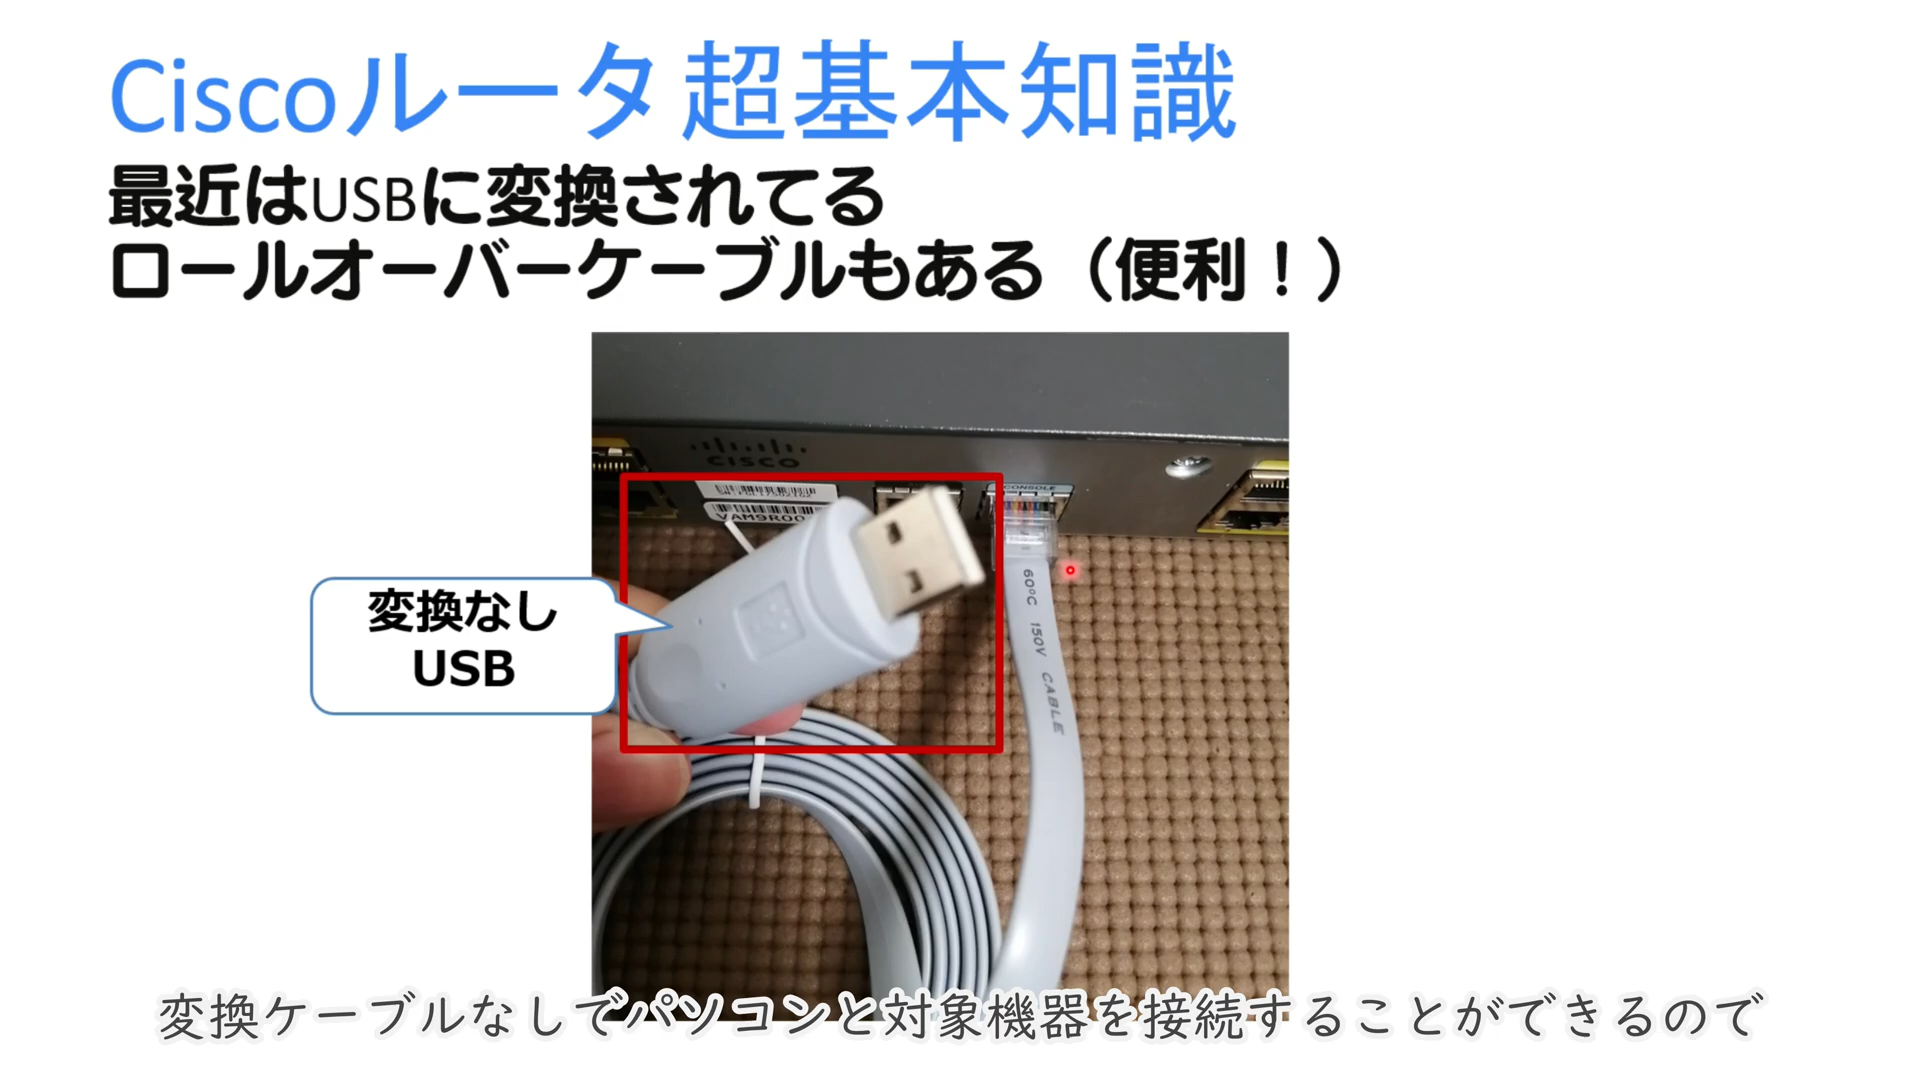 Ciscoルータ超基本知識
最近はUSBに変換されてる
ロールオーバーケーブルもある（便利！）
CISCO
CONSOLE
60°C 150V CABLE
変換なし
USB
変換ケーブルなしでパソコンと対象機器を接続することができるので